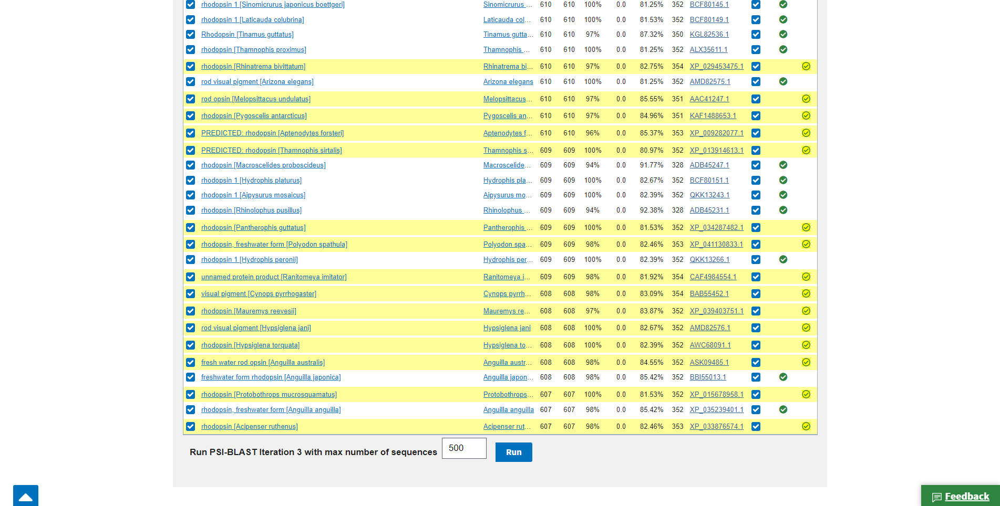 rhodopsin 1 [Sinomicrurus japonicus boettgeri] Sinomicrurus ... 610 610 100% 0.0 81.25% 352 BCF80145.1
rhodopsin 1 [Laticauda colubrina] Laticauda col... 610 610 100% 0.0 81.53% 352 BCF80149.1
Rhodopsin [Tinamus guttatus] Tinamus gutta... 610 610 97% 0.0 87.32% 350 KGL82536.1
rhodopsin [Thamnophis proximus] Thamnophis ... 610 610 100% 0.0 81.25% 352 ALX35611.1
rhodopsin [Rhinatrema bivittatum] Rhinatrema bi... 610 610 97% 0.0 82.75% 354 XP_029453475.1
rod visual pigment [Arizona elegans] Arizona elegans 610 610 100% 0.0 81.25% 352 AMD82575.1
rod opsin [Melopsittacus undulatus] Melopsittacus... 610 610 97% 0.0 85.55% 351 AAC41247.1
rhodopsin [Pygoscelis antarcticus] Pygoscelis an... 610 610 97% 0.0 84.96% 351 KAF1488653.1
PREDICTED: rhodopsin [Aptenodytes forsteri] Aptenodytes f... 610 610 96% 0.0 85.37% 353 XP_009282077.1
PREDICTED: rhodopsin [Thamnophis sirtalis] Thamnophis s... 609 609 100% 0.0 80.97% 352 XP_013914613.1
rhodopsin [Macroscelides proboscideus] Macroscelide... 609 609 94% 0.0 91.77% 328 ADB45247.1
rhodopsin 1 [Hydrophis platurus] Hydrophis pla... 609 609 100% 0.0 82.67% 352 BCF80151.1
rhodopsin 1 [Aipysurus mosaicus] Aipysurus mo... 609 609 100% 0.0 82.39% 352 QKK13243.1
rhodopsin [Rhinolophus pusillus] Rhinolophus ... 609 609 94% 0.0 92.38% 328 ADB45231.1
rhodopsin [Pantherophis guttatus] Pantherophis ... 609 609 100% 0.0 81.53% 352 XP_034287482.1
rhodopsin, freshwater form [Polyodon spathula] Polyodon spa... 609 609 98% 0.0 82.46% 353 XP_041130833.1
rhodopsin 1 [Hydrophis peronii] Hydrophis per... 609 609 100% 0.0 82.39% 352 QKK13266.1
unnamed protein product [Ranitomeya imitator] Ranitomeya i... 609 609 98% 0.0 81.92% 354 CAF4984554.1
visual pigment [Cynops pyrrhogaster] Cynops pyrrh... 608 608 98% 0.0 83.09% 354 BAB55452.1
rhodopsin [Mauremys reevesii] Mauremys re... 608 608 97% 0.0 83.87% 352 XP_039403751.1
rod visual pigment [Hypsiglena jani] Hypsiglena jani 608 608 100% 0.0 82.67% 352 AMD82576.1
rhodopsin [Hypsiglena torquata] Hypsiglena to... 608 608 100% 0.0 82.39% 352 AWC68091.1
fresh water rod opsin [Anguilla australis] Anguilla austr... 608 608 98% 0.0 84.55% 352 ASK09485.1
freshwater form rhodopsin [Anguilla japonica] Anguilla japon... 608 608 98% 0.0 85.42% 352 BBI55013.1
rhodopsin [Protobothrops mucrosquamatus] Protobothrops... 607 607 100% 0.0 81.53% 352 XP_015678958.1
rhodopsin, freshwater form [Anguilla anguilla] Anguilla anguilla 607 607 98% 0.0 85.42% 352 XP_035239401.1
rhodopsin [Acipenser ruthenus] Acipenser rut... 607 607 98% 0.0 82.46% 353 XP_033876574.1
Run PSI-BLAST Iteration 3 with max number of sequences 500 Run
Feedback